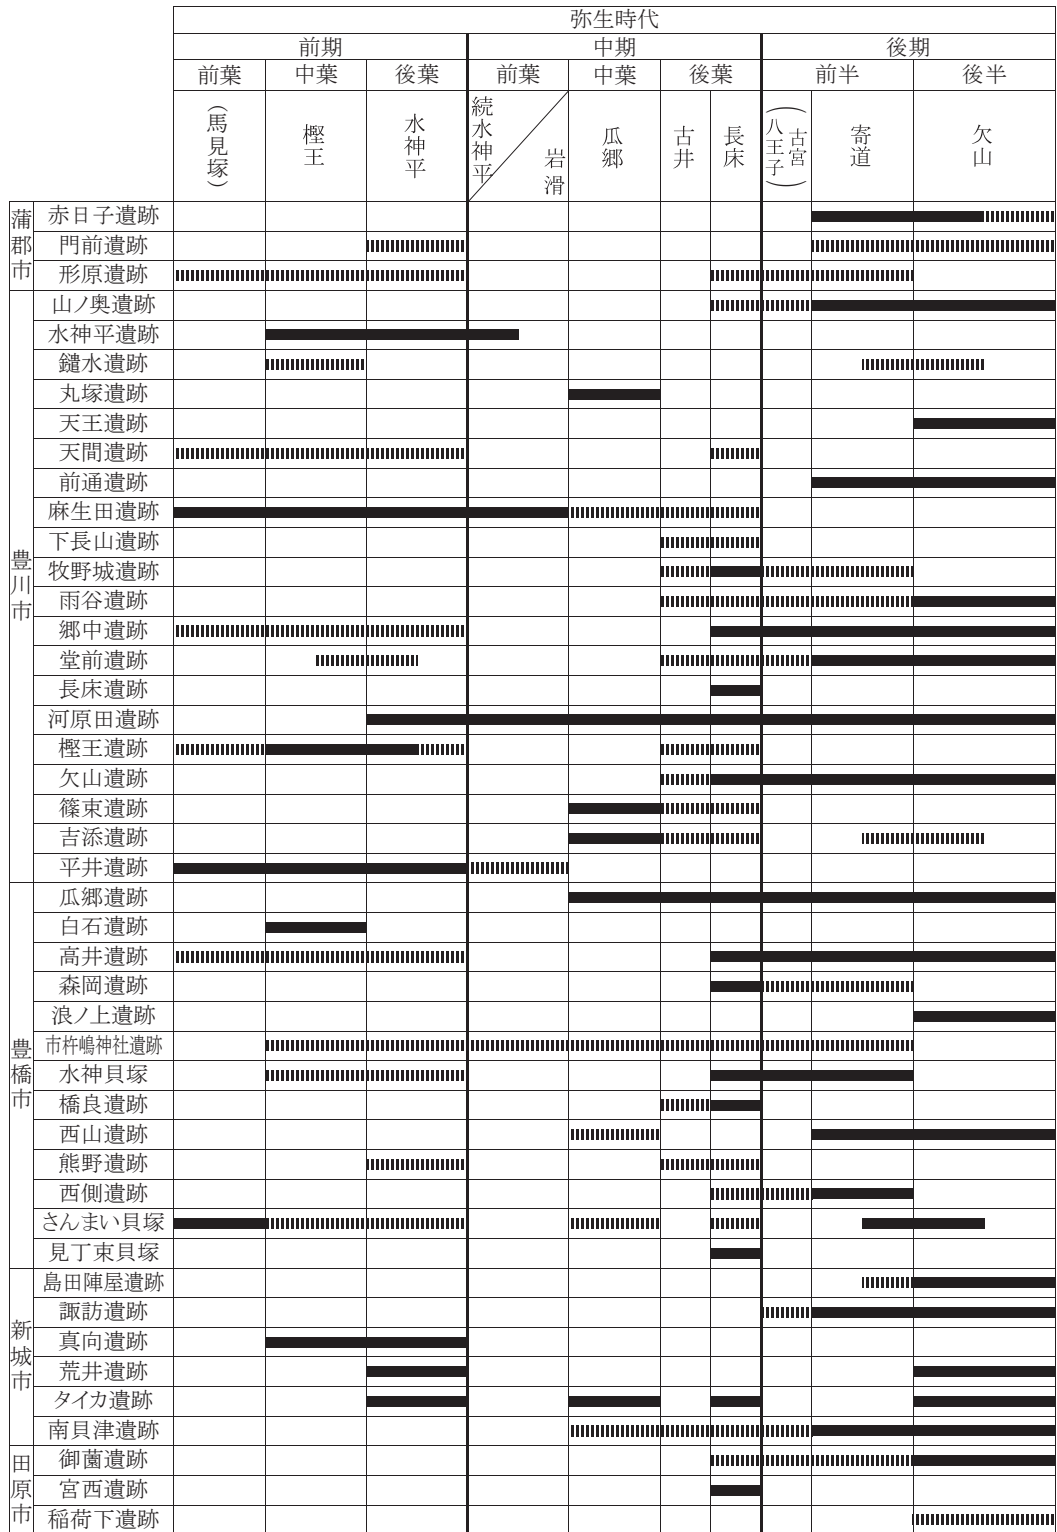 弥生時代
前期 中期 後期
前葉 中葉 後葉 前葉 中葉 後葉 前半 後半
（馬見塚） 樫王 水神平 続水神平 岩滑 瓜郷 古井 長床 （八王子古宮） 寄道 欠山
蒲郡市
赤日子遺跡
門前遺跡
形原遺跡
豊川市
山ノ奥遺跡
水神平遺跡
鑓水遺跡
丸塚遺跡
天王遺跡
天間遺跡
前通遺跡
麻生田遺跡
下長山遺跡
牧野城遺跡
雨谷遺跡
郷中遺跡
堂前遺跡
長床遺跡
河原田遺跡
樫王遺跡
欠山遺跡
篠束遺跡
吉添遺跡
平井遺跡
豊橋市
瓜郷遺跡
白石遺跡
高井遺跡
森岡遺跡
浪ノ上遺跡
市杵嶋神社遺跡
水神貝塚
橋良遺跡
西山遺跡
熊野遺跡
西側遺跡
さんまい貝塚
見丁束貝塚
新城市
島田陣屋遺跡
諏訪遺跡
真向遺跡
荒井遺跡
タイカ遺跡
南貝津遺跡
田原市
御薗遺跡
宮西遺跡
稲荷下遺跡